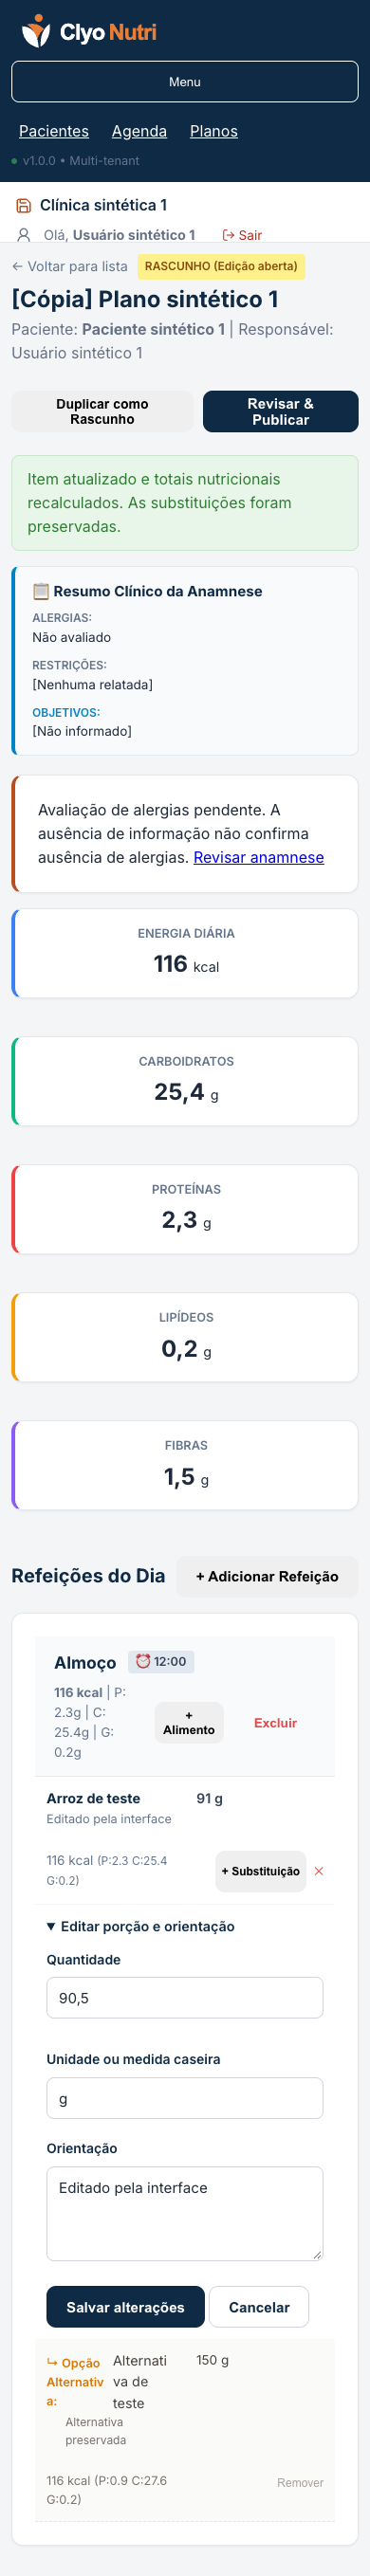 Clyo Nutri
Menu
Pacientes Agenda Planos
v1.0.0 • Multi-tenant
Clínica sintética 1
Olá, Usuário sintético 1 Sair
← Voltar para lista RASCUNHO (Edição aberta)
[Cópia] Plano sintético 1
Paciente: Paciente sintético 1 | Responsável:
Usuário sintético 1
Duplicar como
Rascunho
Revisar &
Publicar
Item atualizado e totais nutricionais
recalculados. As substituições foram
preservadas.
Resumo Clínico da Anamnese
ALERGIAS:
Não avaliado
RESTRIÇÕES:
[Nenhuma relatada]
OBJETIVOS:
[Não informado]
Avaliação de alergias pendente. A
ausência de informação não confirma
ausência de alergias. Revisar anamnese
ENERGIA DIÁRIA
116 kcal
CARBOIDRATOS
25,4 g
PROTEÍNAS
2,3 g
LIPÍDEOS
0,2 g
FIBRAS
1,5 g
Refeições do Dia + Adicionar Refeição
Almoço 12:00
116 kcal | P:
2.3g | C:
25.4g | G:
0.2g
+
Alimento
Excluir
Arroz de teste 91 g
Editado pela interface
116 kcal (P:2.3 C:25.4
G:0.2)
+ Substituição ×
▼ Editar porção e orientação
Quantidade
90,5
Unidade ou medida caseira
g
Orientação
Editado pela interface
Salvar alterações Cancelar
↳ Opção
Alternativ
a:
Alternati
va de
teste
150 g
Alternativa
preservada
116 kcal (P:0.9 C:27.6
G:0.2)
Remover